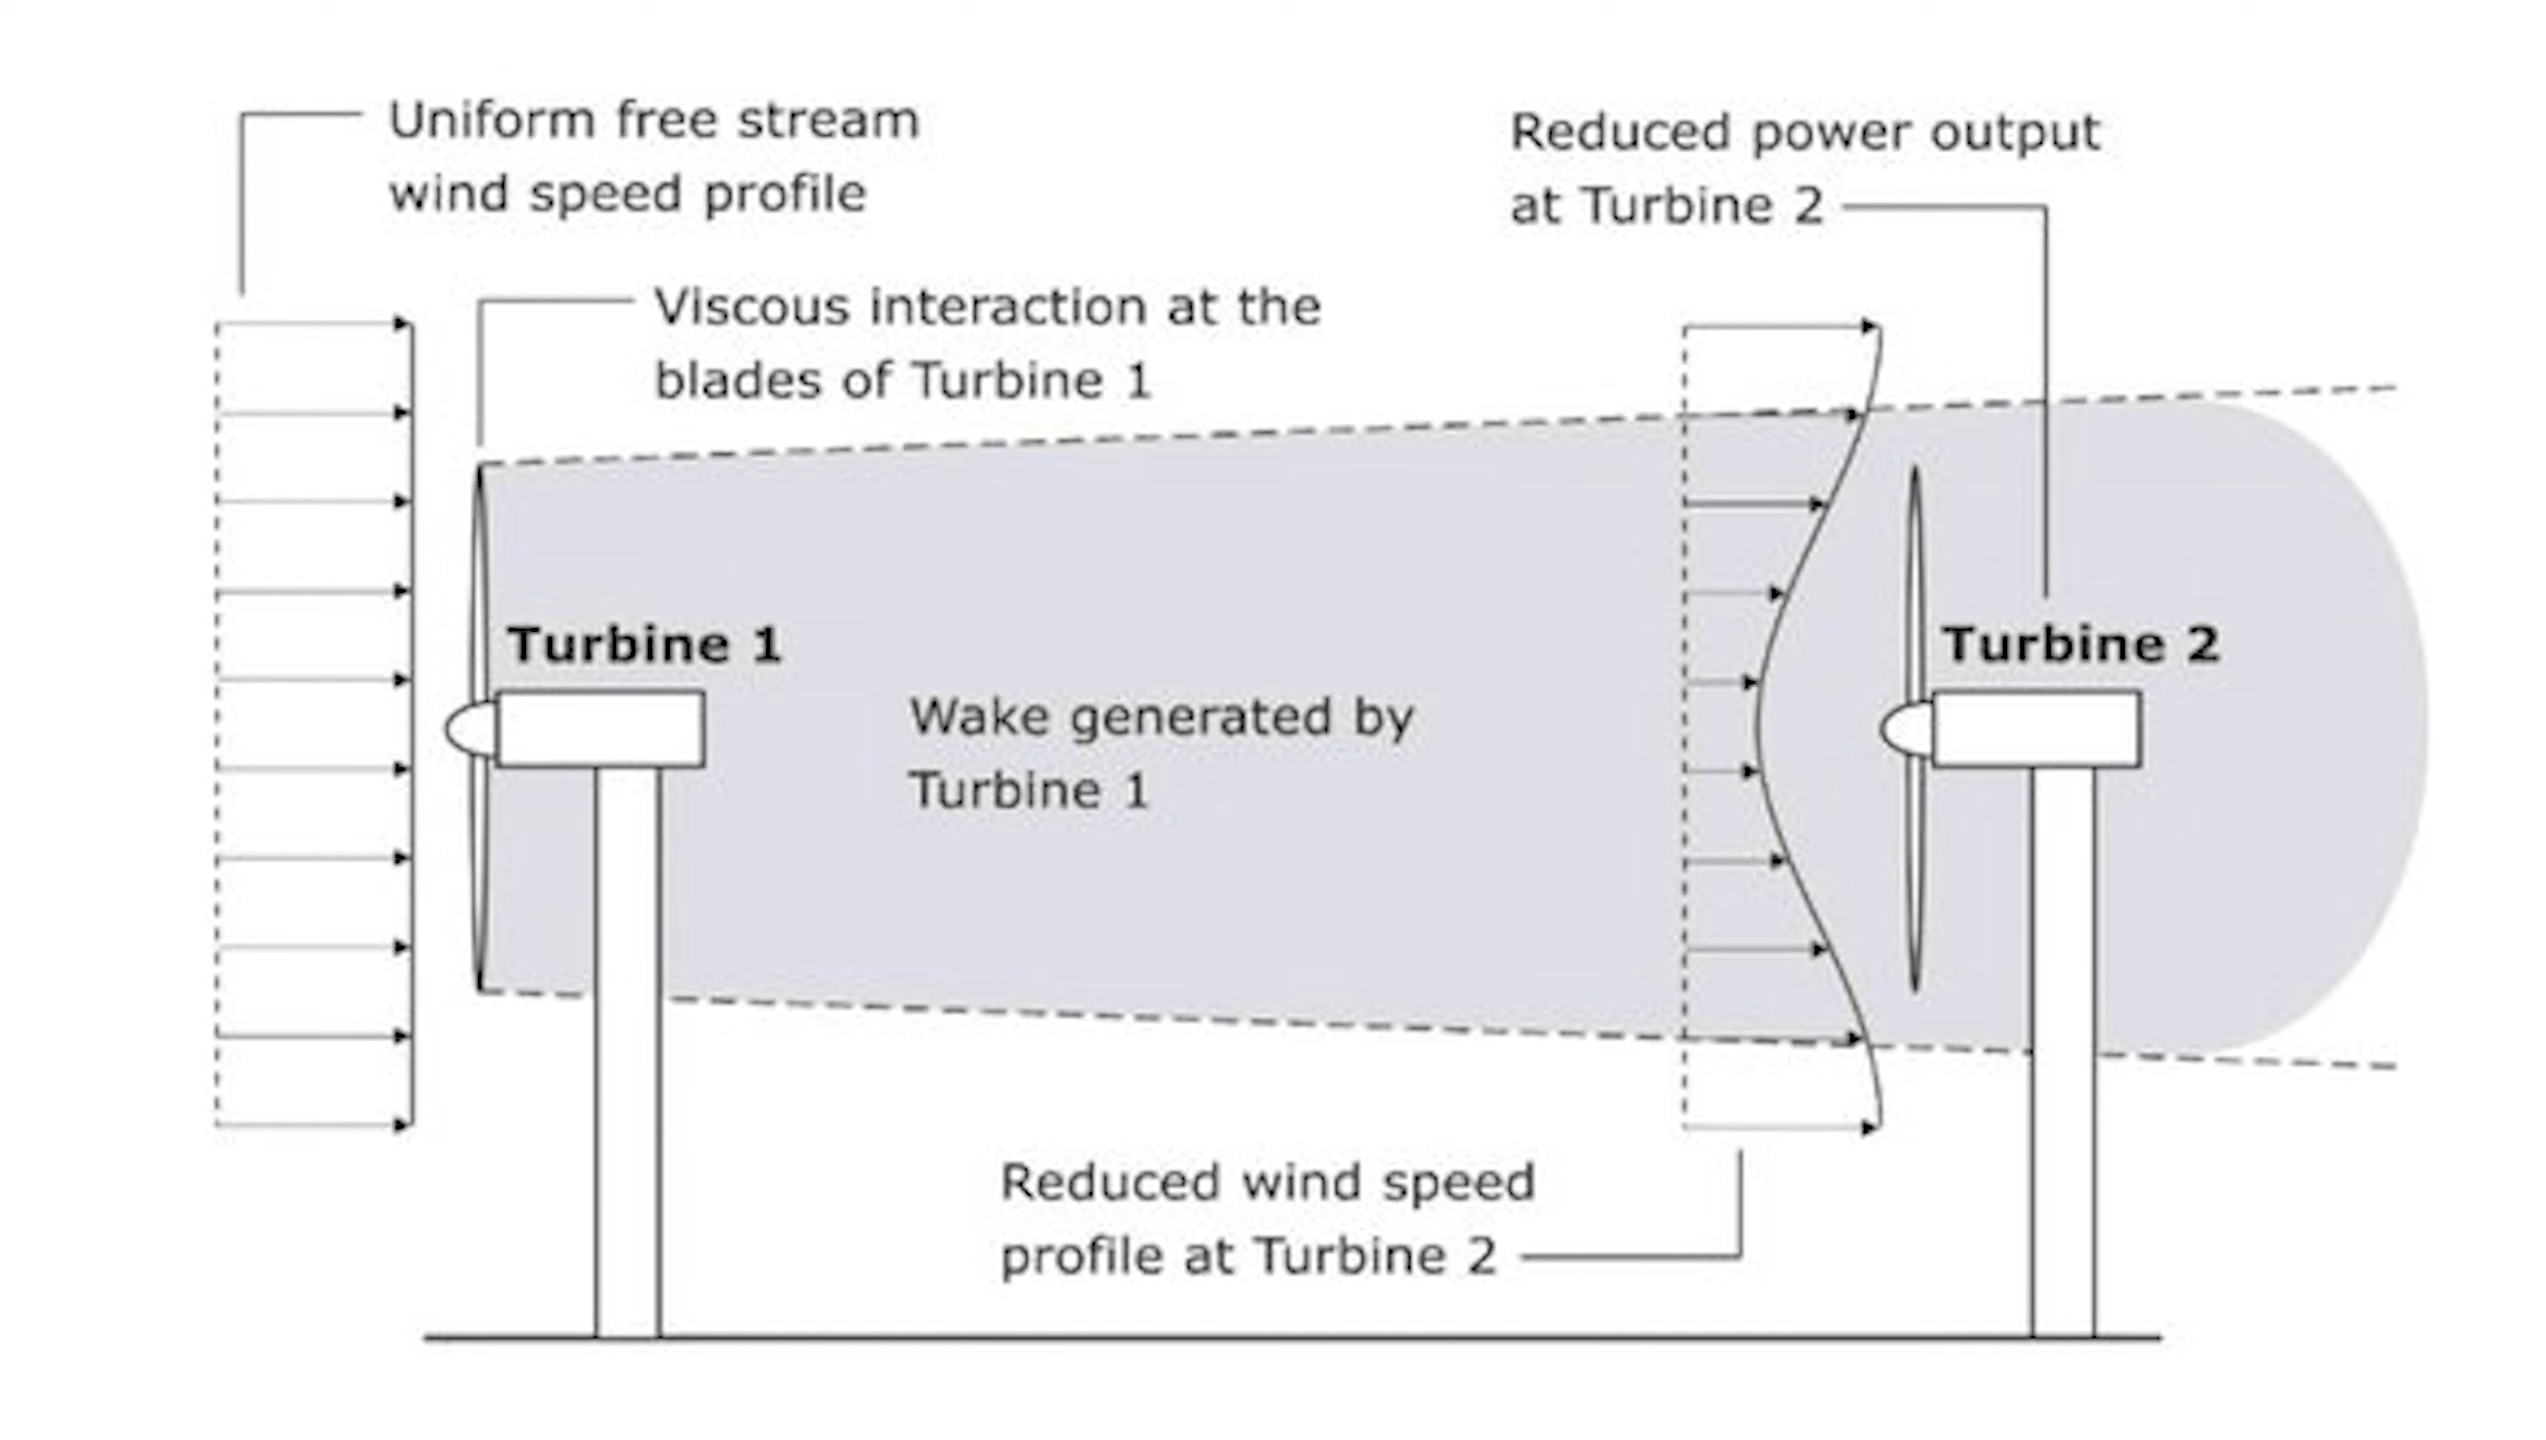 Uniform free stream
wind speed profile
Reduced power output
at Turbine 2
Viscous interaction at the
blades of Turbine 1
Turbine 1
Turbine 2
Wake generated by
Turbine 1
Reduced wind speed
profile at Turbine 2